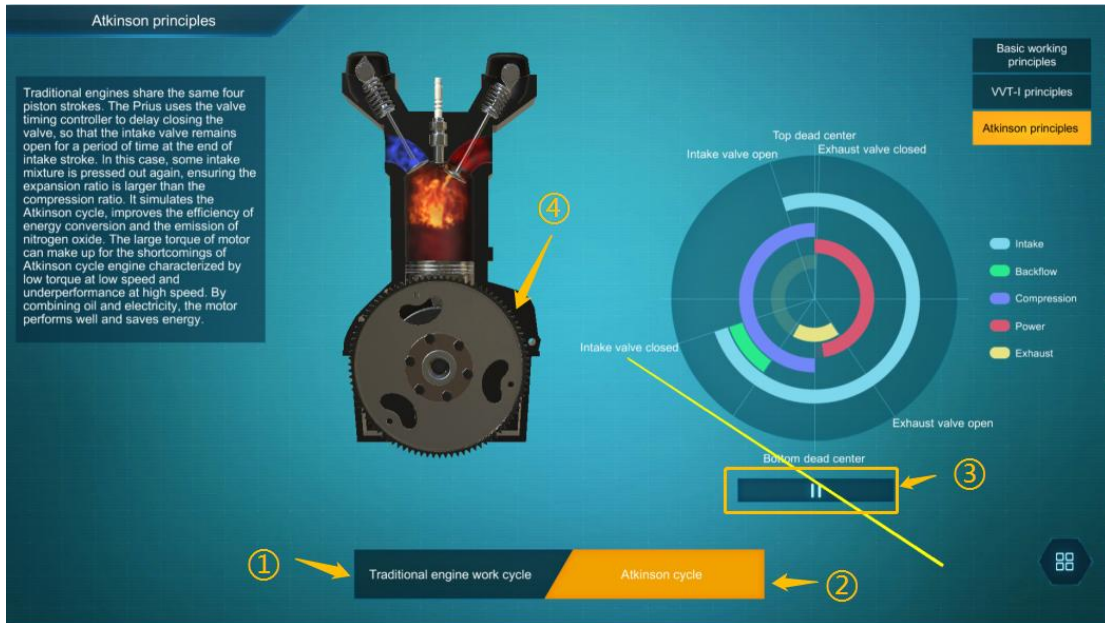 Atkinson principles
Traditional engines share the same four
piston strokes. The Prius uses the valve
timing controller to delay closing the
valve, so that the intake valve remains
open for a period of time at the end of
intake stroke. In this case, some intake
mixture is pressed out again, ensuring the
expansion ratio is larger than the
compression ratio. It simulates the
Atkinson cycle, improves the efficiency of
energy conversion and the emission of
nitrogen oxide. The large torque of motor
can make up for the shortcomings of
Atkinson cycle engine characterized by
low torque at low speed and
underperformance at high speed. By
combining oil and electricity, the motor
performs well and saves energy.
④
Basic working
principles
VVT-I principles
Atkinson principles
Top dead center
Intake valve open
Exhaust valve closed
Intake valve closed
Exhaust valve open
Bottom dead center
Intake
Backflow
Compression
Power
Exhaust
③
①
Traditional engine work cycle
Atkinson cycle
②